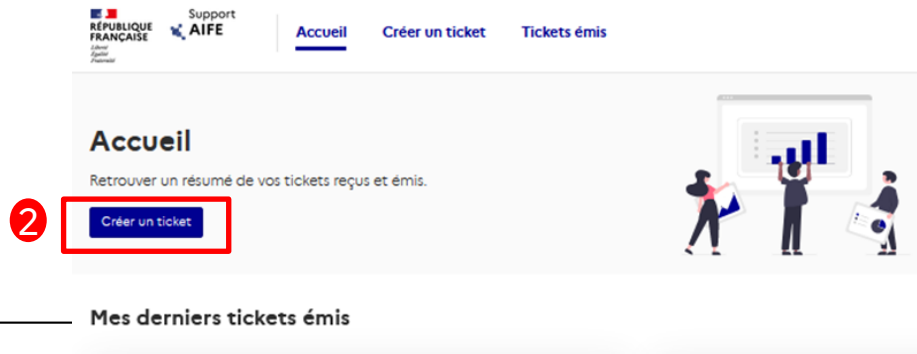 Support
RÉPUBLIQUE
FRANÇAISE
AIFE
Liberté
Égalité
Fraternité
Accueil
Créer un ticket
Tickets émis
Accueil
Retrouver un résumé de vos tickets reçus et émis.
2
Créer un ticket
Mes derniers tickets émis